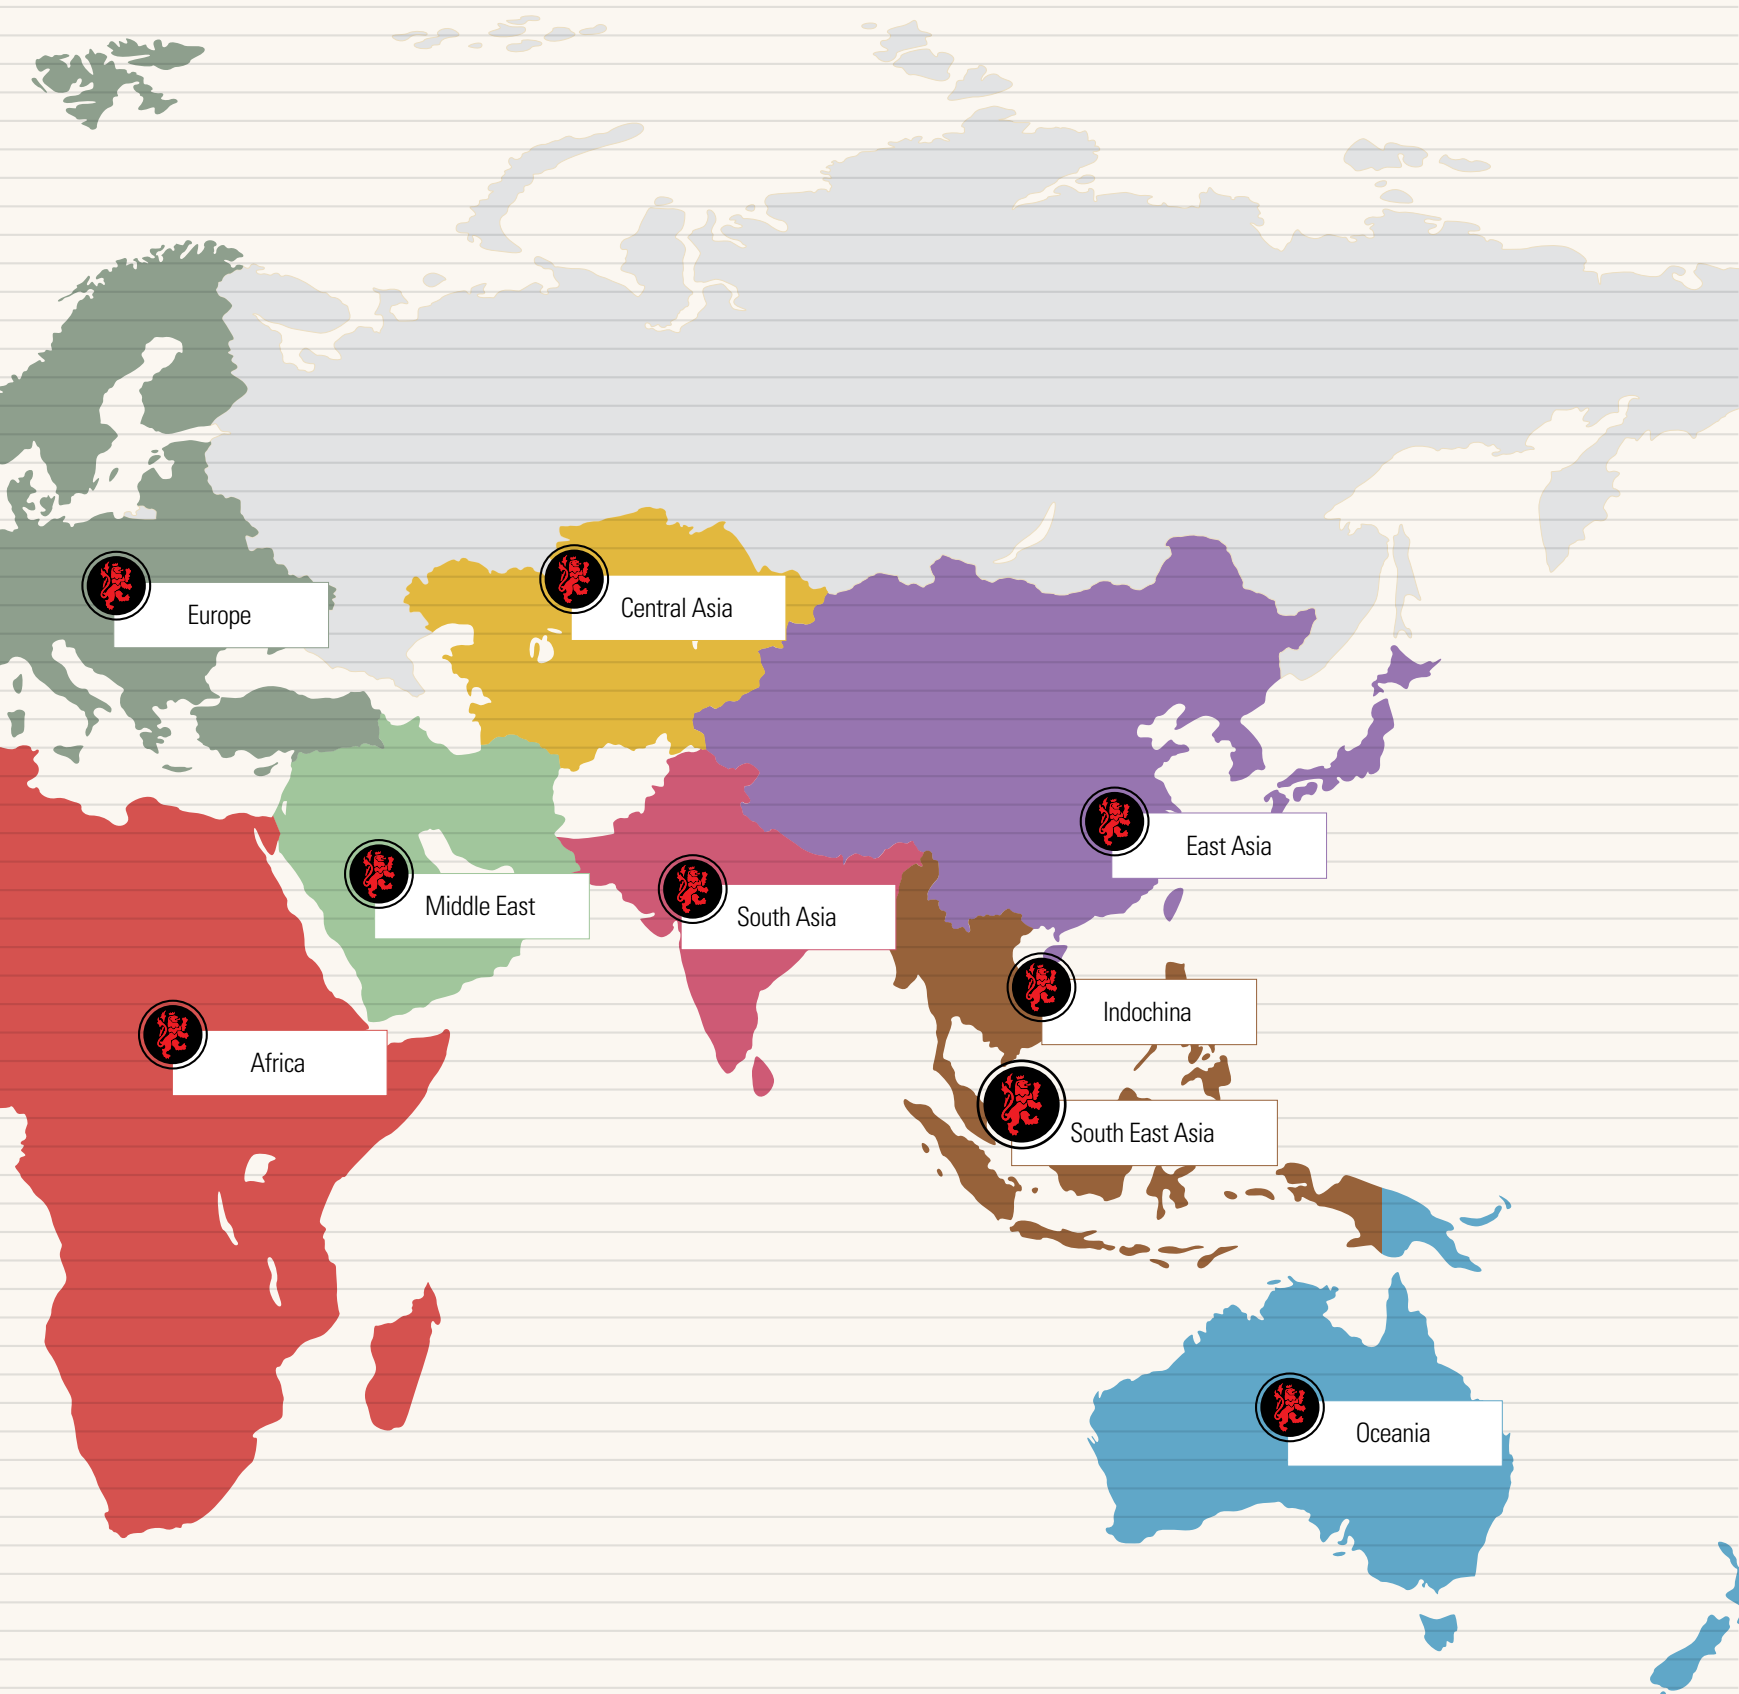 Europe
Central Asia
East Asia
Middle East
South Asia
Indochina
Africa
South East Asia
Oceania